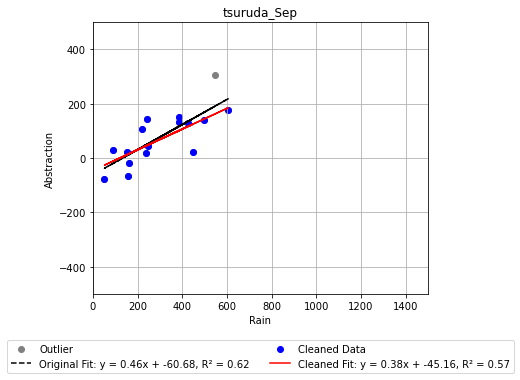 tsuruda_Sep
400
200
0
−200
−400
Abstraction
0 200 400 600 800 1000 1200 1400
Rain
Outlier
Cleaned Data
Original Fit: y = 0.46x + -60.68, R² = 0.62
Cleaned Fit: y = 0.38x + -45.16, R² = 0.57